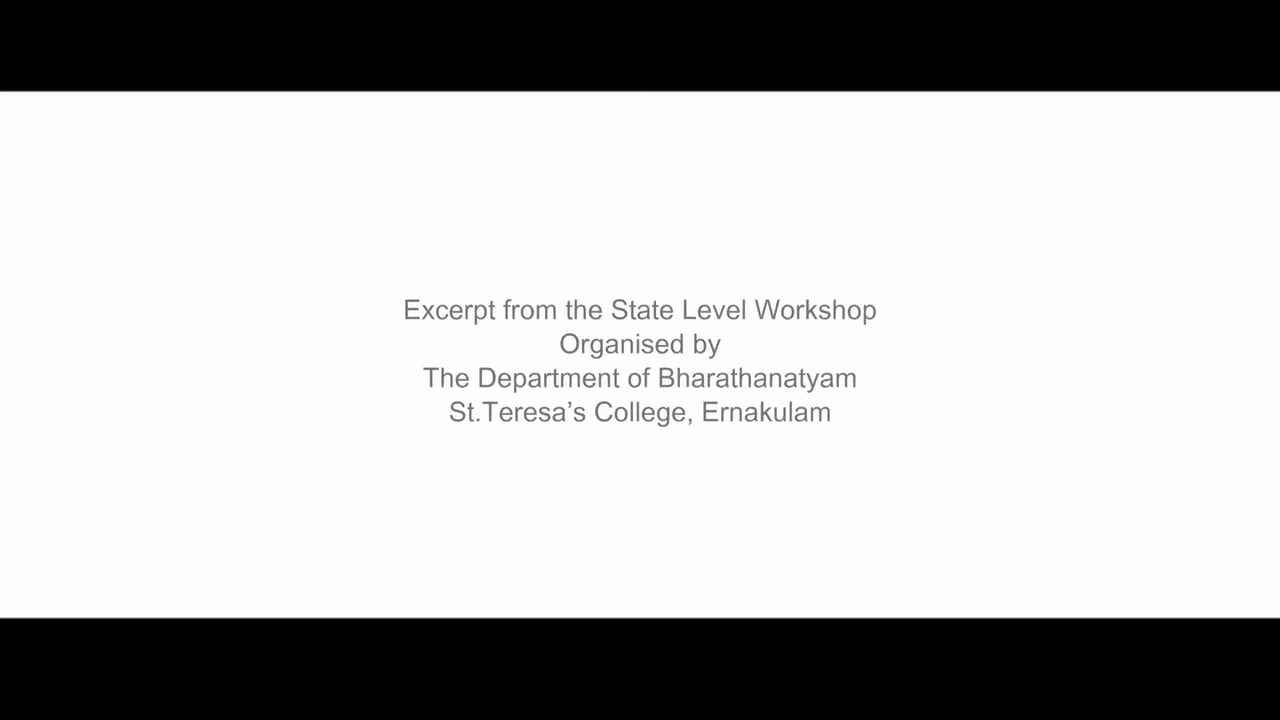 Excerpt from the State Level Workshop
Organised by
The Department of Bharathanatyam
St.Teresa’s College, Ernakulam